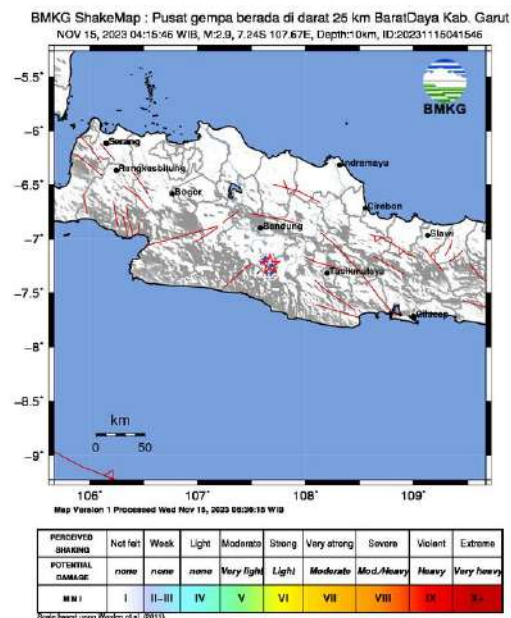 BMKG ShakeMap : Pusat gempa berada di darat 25 km BaratDaya Kab. Garut
NOV 15, 2023 04:15:46 WIB, M:2.9, 7.24S 107.67E, Depth:10km, ID:20231115041546
BMKG
-5.5°
-6°
-6.5°
-7°
-7.5°
-8°
-8.5°
-9°
Serang
Rangkasbitung
Bogor
Indramayu
Cirebon
Bandung
Slawi
Tasikmalaya
Cilacap
km
0 50
106° 107° 108° 109°
Map Version 1 Processed Wed Nov 15, 2023 06:36:15 WIB
PERCEIVED SHAKING Not felt Weak Light Moderate Strong Very strong Severe Violent Extreme
POTENTIAL DAMAGE none none none Very light Light Moderate Mod./Heavy Heavy Very heavy
MMI I II-III IV V VI VII VIII IX X+